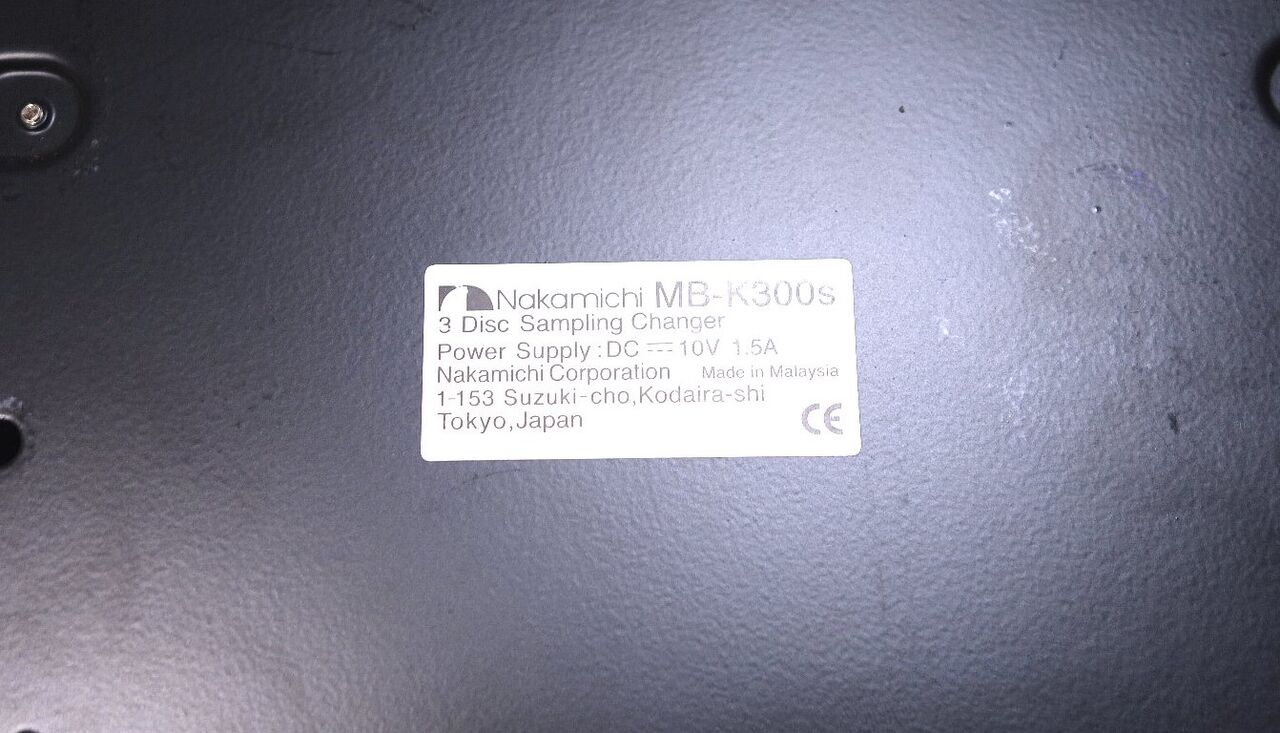 Nakamichi MB-K300s
3 Disc Sampling Changer
Power Supply : DC ⎓ 10V 1.5A
Nakamichi Corporation Made in Malaysia
1-153 Suzuki-cho,Kodaira-shi
Tokyo,Japan
CE